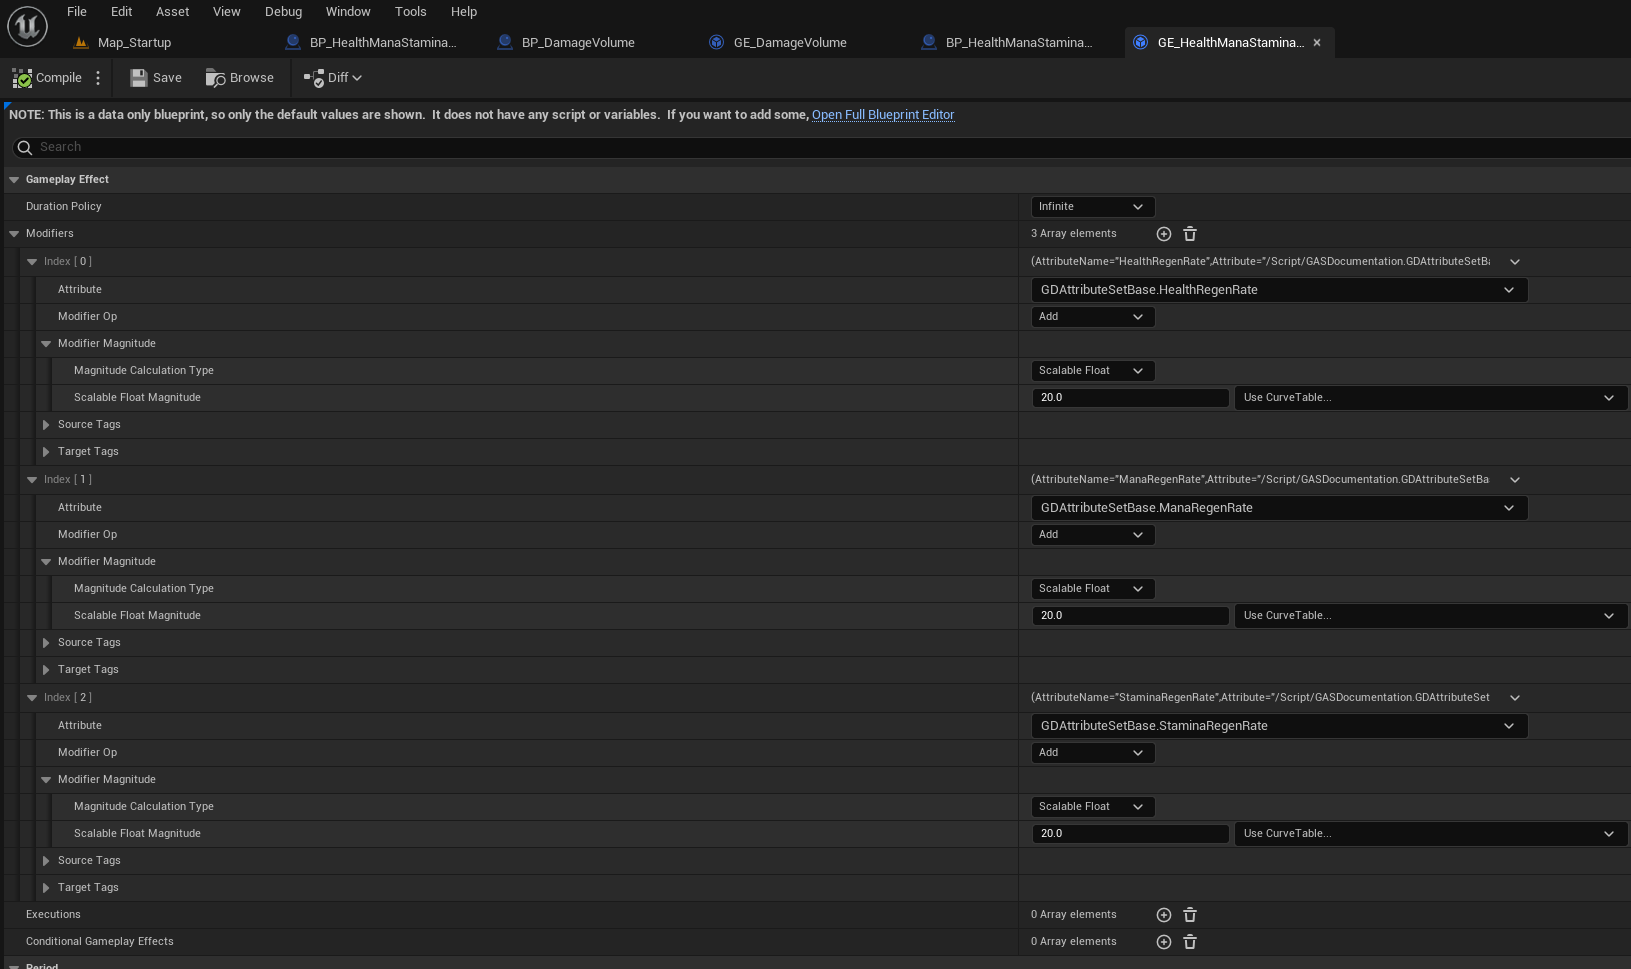 File Edit Asset View Debug Window Tools Help
Map_Startup BP_HealthManaStamina... BP_DamageVolume GE_DamageVolume BP_HealthManaStamina... GE_HealthManaStamina... ×
Compile Save Browse Diff
NOTE: This is a data only blueprint, so only the default values are shown.  It does not have any script or variables.  If you want to add some, Open Full Blueprint Editor
Search
Gameplay Effect
Duration Policy Infinite
Modifiers 3 Array elements
Index [ 0 ] (AttributeName="HealthRegenRate",Attribute="/Script/GASDocumentation.GDAttributeSetBa
Attribute GDAttributeSetBase.HealthRegenRate
Modifier Op Add
Modifier Magnitude
Magnitude Calculation Type Scalable Float
Scalable Float Magnitude 20.0 Use CurveTable...
Source Tags
Target Tags
Index [ 1 ] (AttributeName="ManaRegenRate",Attribute="/Script/GASDocumentation.GDAttributeSetBa
Attribute GDAttributeSetBase.ManaRegenRate
Modifier Op Add
Modifier Magnitude
Magnitude Calculation Type Scalable Float
Scalable Float Magnitude 20.0 Use CurveTable...
Source Tags
Target Tags
Index [ 2 ] (AttributeName="StaminaRegenRate",Attribute="/Script/GASDocumentation.GDAttributeSet
Attribute GDAttributeSetBase.StaminaRegenRate
Modifier Op Add
Modifier Magnitude
Magnitude Calculation Type Scalable Float
Scalable Float Magnitude 20.0 Use CurveTable...
Source Tags
Target Tags
Executions 0 Array elements
Conditional Gameplay Effects 0 Array elements
Period